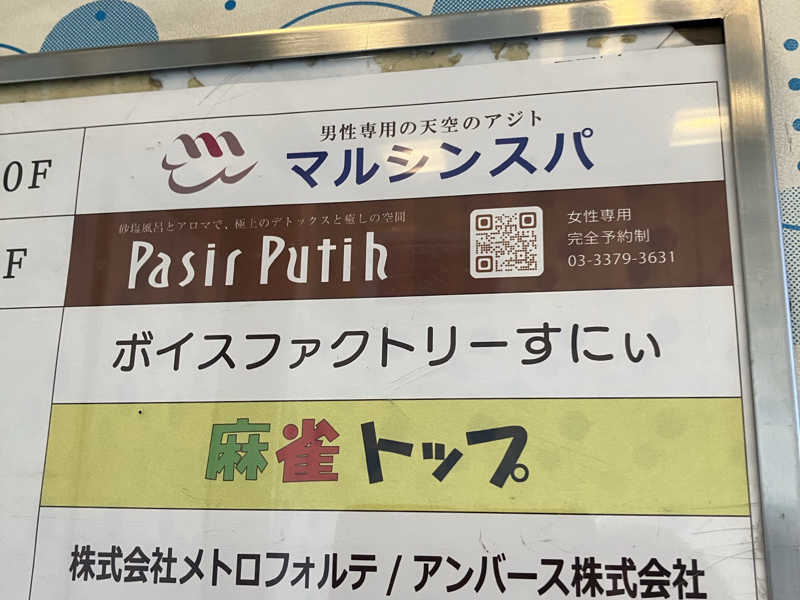 0F
男性専用の天空のアジト
マルシンスパ
F
砂塩風呂とアロマで、極上のデトックスと癒しの空間
Pasir Putih
女性専用
完全予約制
03-3379-3631
ボイスファクトリーすにぃ
麻雀トップ
株式会社メトロフォルテ / アンバース株式会社